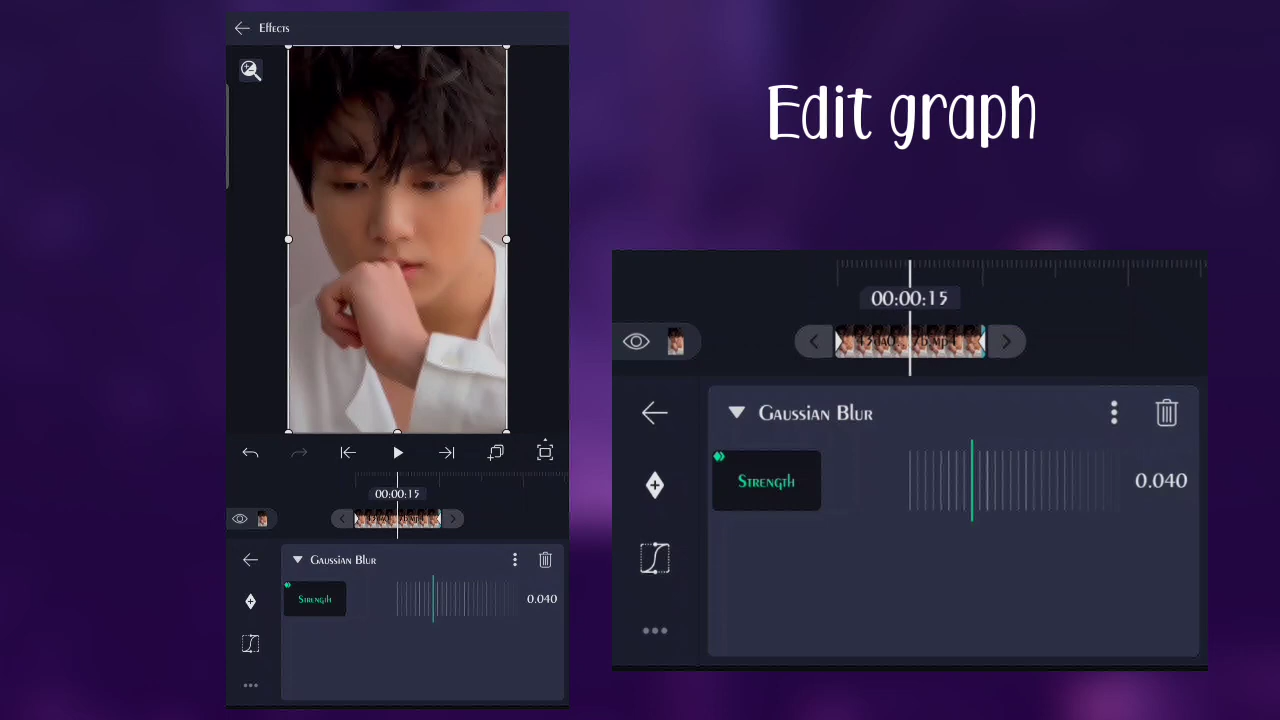 Effects
Edit graph
00:00:15
Gaussian Blur
Strength
0.040
00:00:15
Gaussian Blur
Strength
0.040